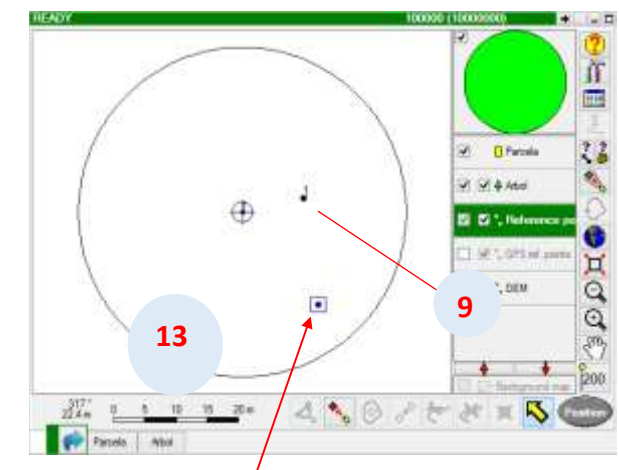 READY 100000 (10000000)
Parcela
Arbol
Reference po
GPS ref. points
DEM
9
13
Background map
200
317°
22.4 m 0 5 10 15 20 m
Position
Parcela Arbol